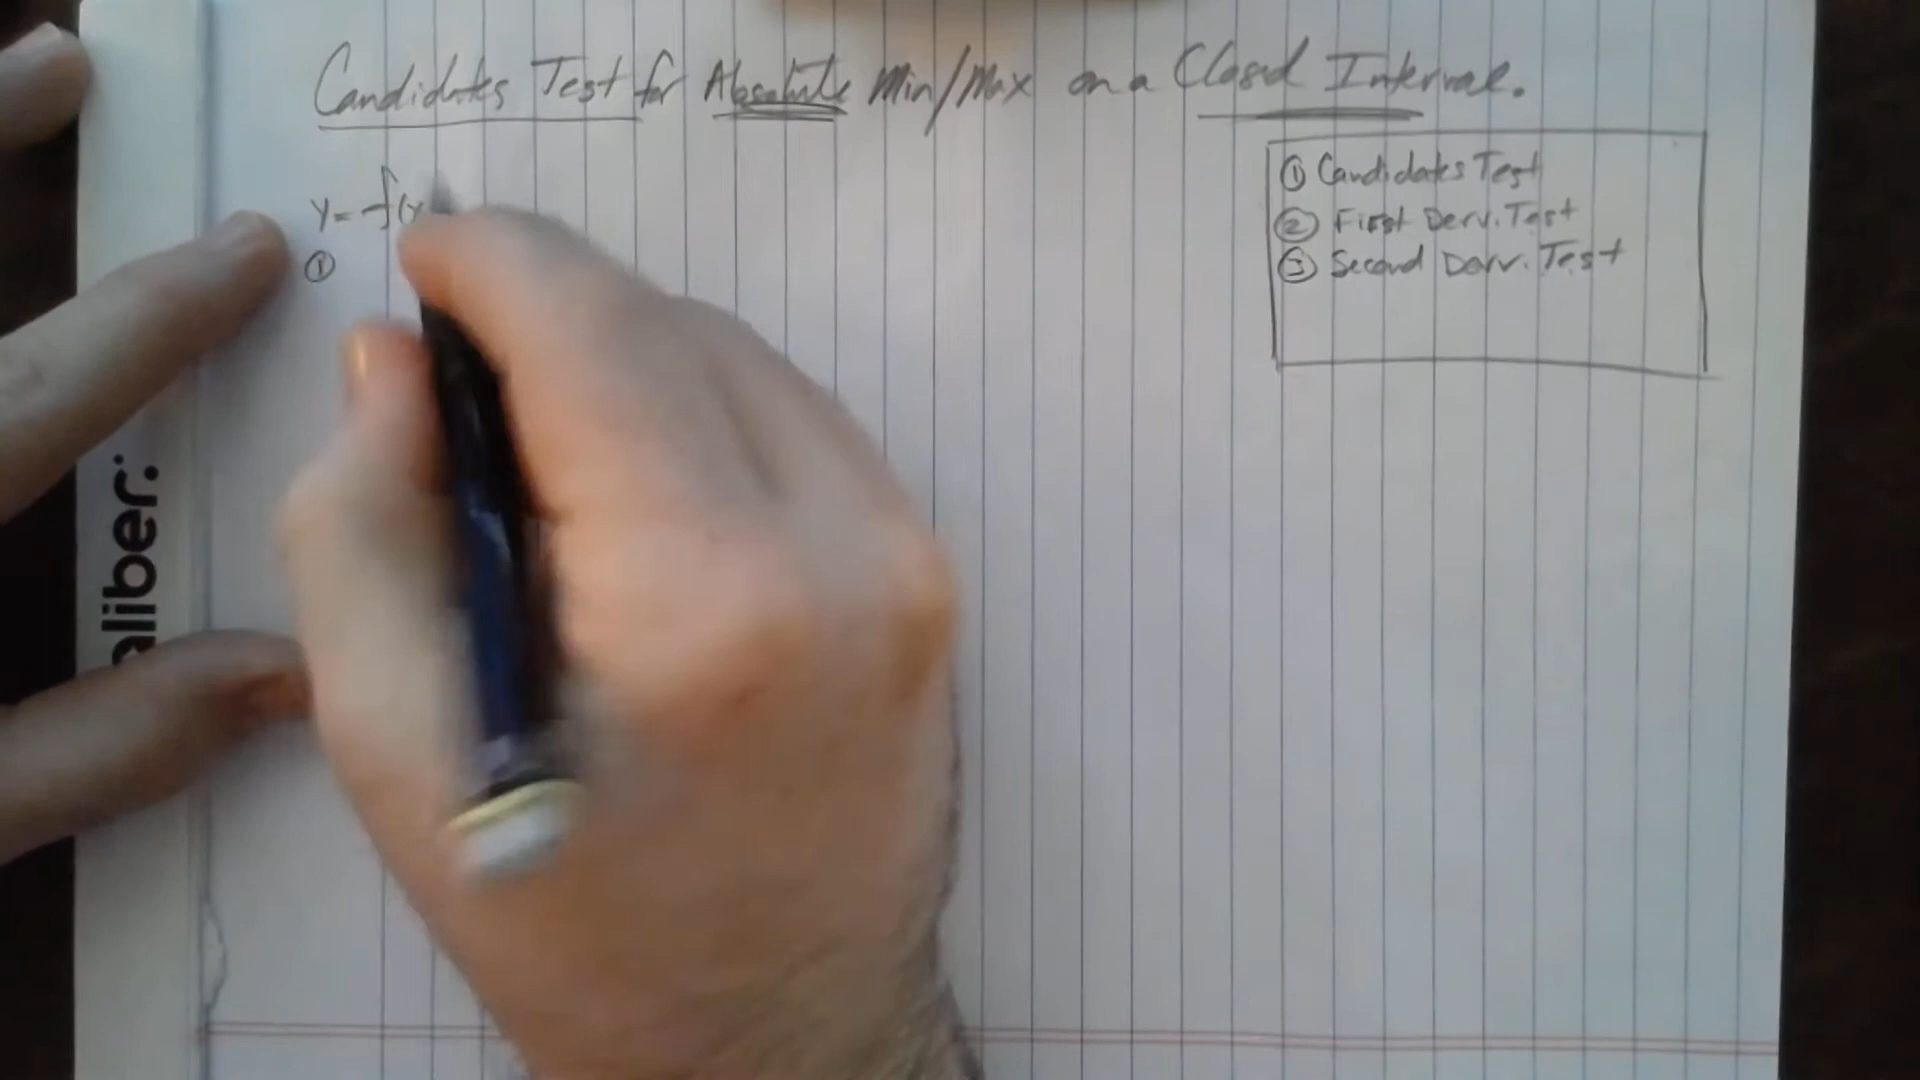 Candidates Test for Absolute Min/Max on a Closed Interval.
① Candidates Test
② First Derv. Test
③ Second Derv. Test
y = f(x
①
aliber.